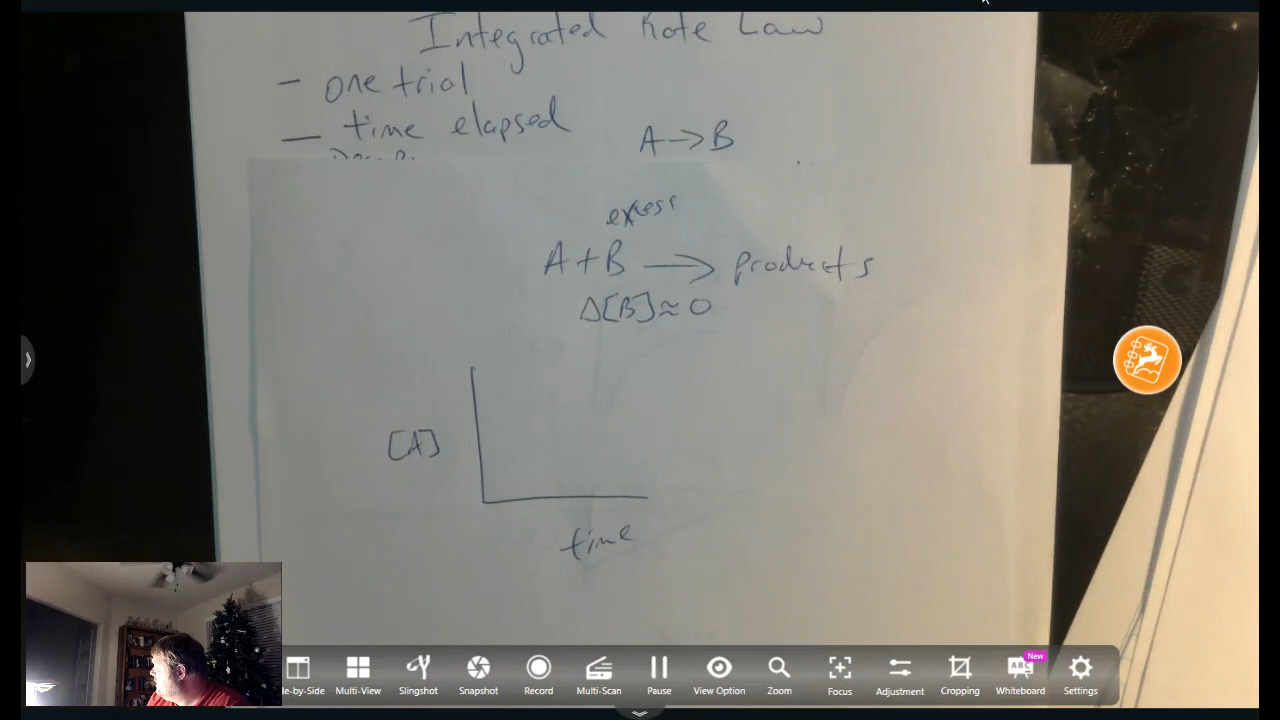 Integrated Rate Law
- one trial
- time elapsed
A → B
excess
A + B → products
Δ[B] ≈ 0
[A]
time
e-by-Side Multi-View Slingshot Snapshot Record Multi-Scan Pause View Option Zoom Focus Adjustment Cropping Whiteboard Settings
New
ABC